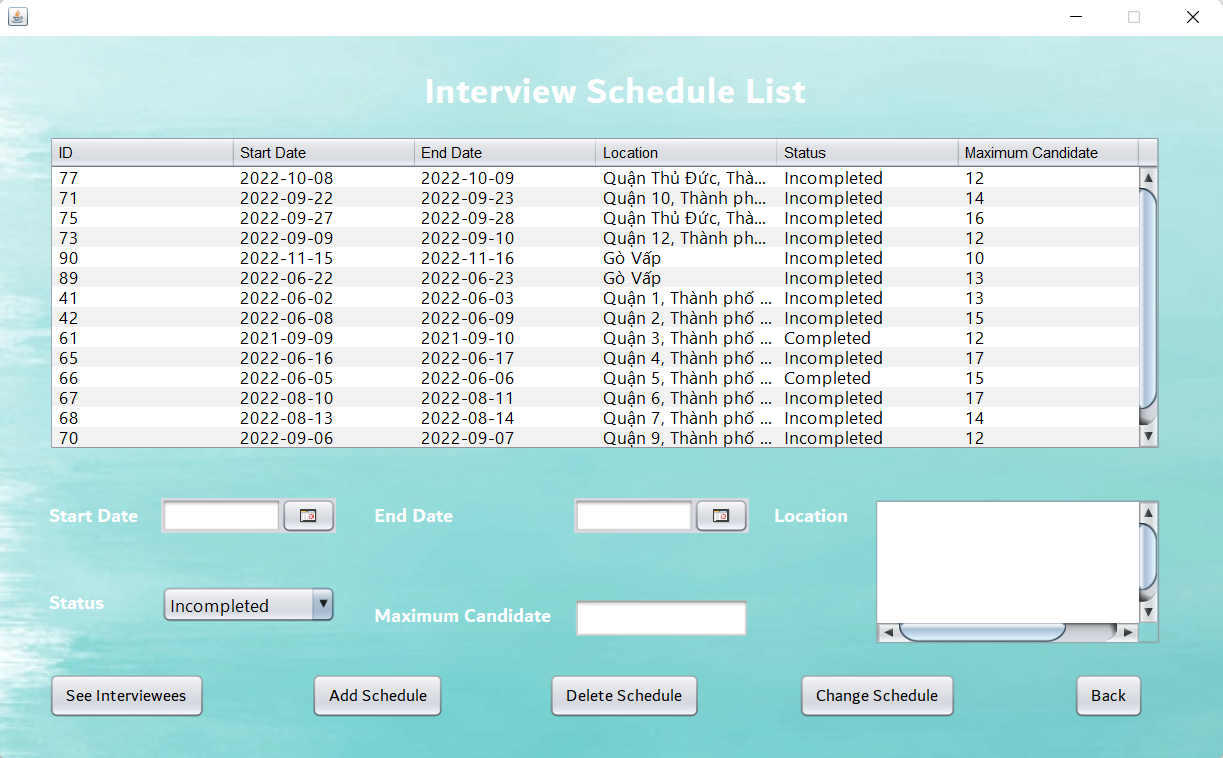 Interview Schedule List
ID Start Date End Date Location Status Maximum Candidate
77 2022-10-08 2022-10-09 Quận Thủ Đức, Thà... Incompleted 12
71 2022-09-22 2022-09-23 Quận 10, Thành ph... Incompleted 14
75 2022-09-27 2022-09-28 Quận Thủ Đức, Thà... Incompleted 16
73 2022-09-09 2022-09-10 Quận 12, Thành ph... Incompleted 12
90 2022-11-15 2022-11-16 Gò Vấp Incompleted 10
89 2022-06-22 2022-06-23 Gò Vấp Incompleted 13
41 2022-06-02 2022-06-03 Quận 1, Thành phố ... Incompleted 13
42 2022-06-08 2022-06-09 Quận 2, Thành phố ... Incompleted 15
61 2021-09-09 2021-09-10 Quận 3, Thành phố ... Completed 12
65 2022-06-16 2022-06-17 Quận 4, Thành phố ... Incompleted 17
66 2022-06-05 2022-06-06 Quận 5, Thành phố ... Completed 15
67 2022-08-10 2022-08-11 Quận 6, Thành phố ... Incompleted 17
68 2022-08-13 2022-08-14 Quận 7, Thành phố ... Incompleted 14
70 2022-09-06 2022-09-07 Quận 9, Thành phố ... Incompleted 12
Start Date End Date Location
Status Incompleted Maximum Candidate
See Interviewees Add Schedule Delete Schedule Change Schedule Back